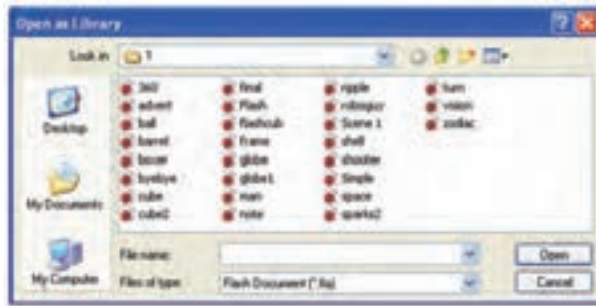 Open as Library
Look in 1
Desktop
My Documents
My Computer
360
advent
ball
barrel
boxer
byebye
cube
cube2
final
Flash
flashcub
frame
globe
globe1
man
note
ripple
roboguy
Scene 1
shell
shooter
Simple
space
sparks2
turn
vision
zodiac
File name:
Open
Files of type:
Flash Document (*.fla)
Cancel